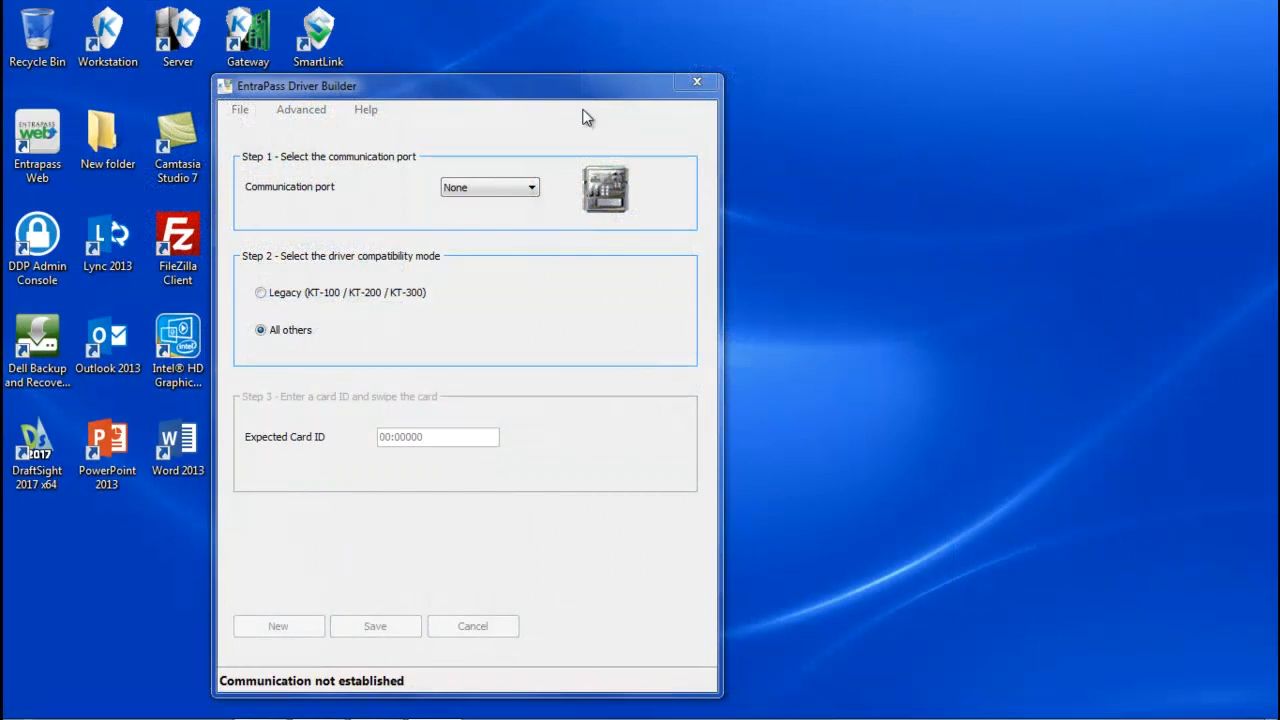 Recycle Bin
Workstation
Server
Gateway
SmartLink
ENTRAPASS
web
Entrapass
Web
New folder
Camtasia
Studio 7
DDP Admin
Console
Lync 2013
FileZilla
Client
Dell Backup
and Recove...
Outlook 2013
Intel® HD
Graphic...
2017
DraftSight
2017 x64
PowerPoint
2013
Word 2013
EntraPass Driver Builder
File Advanced Help
Step 1 - Select the communication port
Communication port None
Step 2 - Select the driver compatibility mode
Legacy (KT-100 / KT-200 / KT-300)
All others
Step 3 - Enter a card ID and swipe the card
Expected Card ID 00:00000
New Save Cancel
Communication not established